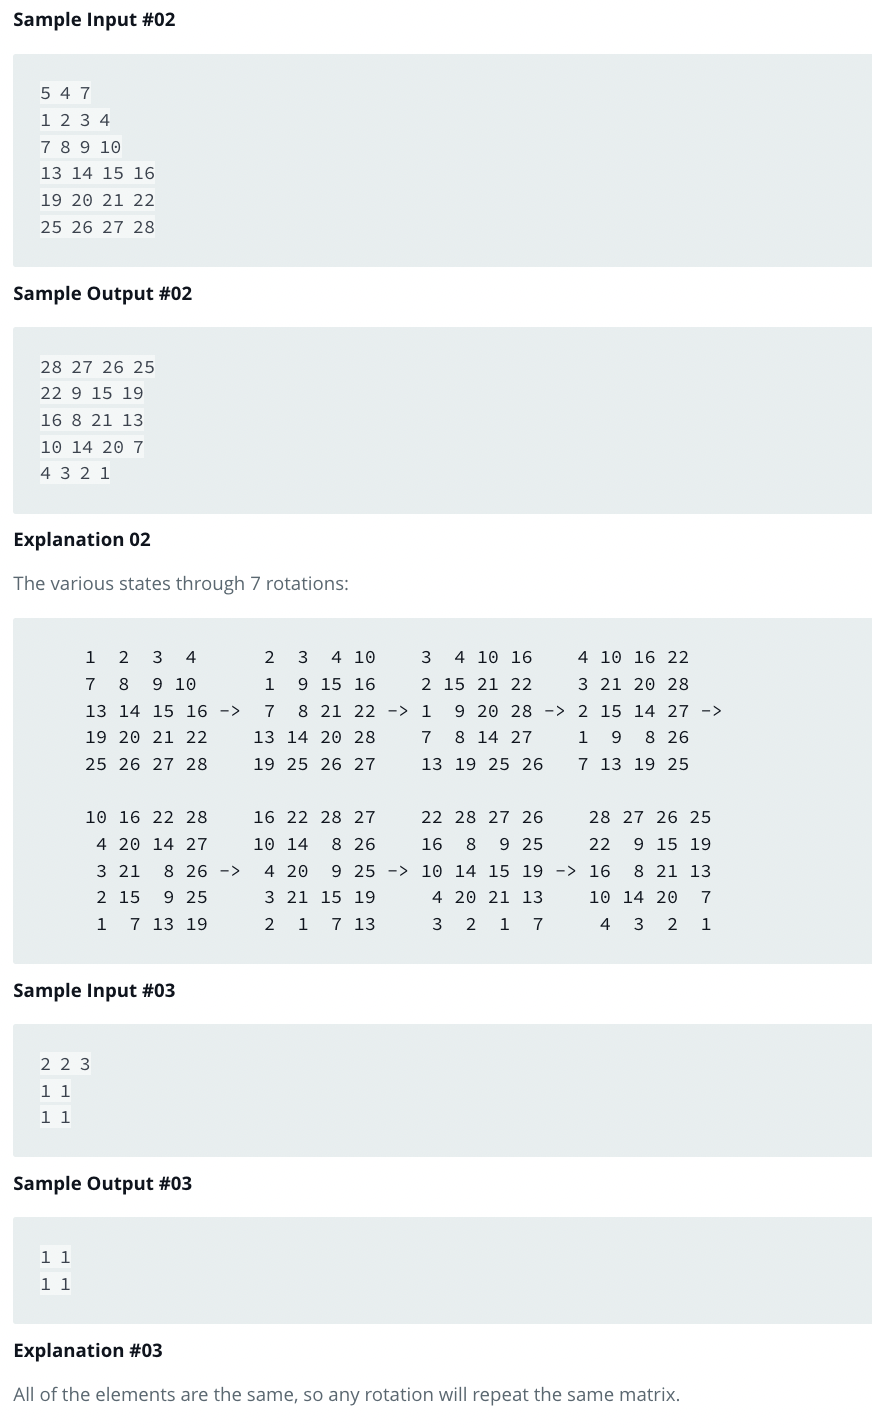 Sample Input #02
5 4 7
1 2 3 4
7 8 9 10
13 14 15 16
19 20 21 22
25 26 27 28
Sample Output #02
28 27 26 25
22 9 15 19
16 8 21 13
10 14 20 7
4 3 2 1
Explanation 02
The various states through 7 rotations:
1  2  3  4      2  3  4 10    3  4 10 16    4 10 16 22
7  8  9 10      1  9 15 16    2 15 21 22    3 21 20 28
13 14 15 16 ->  7  8 21 22 -> 1  9 20 28 -> 2 15 14 27 ->
19 20 21 22    13 14 20 28    7  8 14 27    1  9  8 26
25 26 27 28    19 25 26 27    13 19 25 26   7 13 19 25
10 16 22 28    16 22 28 27    22 28 27 26    28 27 26 25
4 20 14 27    10 14  8 26    16  8  9 25    22  9 15 19
3 21  8 26 ->  4 20  9 25 -> 10 14 15 19 -> 16  8 21 13
2 15  9 25     3 21 15 19     4 20 21 13    10 14 20  7
1  7 13 19     2  1  7 13     3  2  1  7     4  3  2  1
Sample Input #03
2 2 3
1 1
1 1
Sample Output #03
1 1
1 1
Explanation #03
All of the elements are the same, so any rotation will repeat the same matrix.